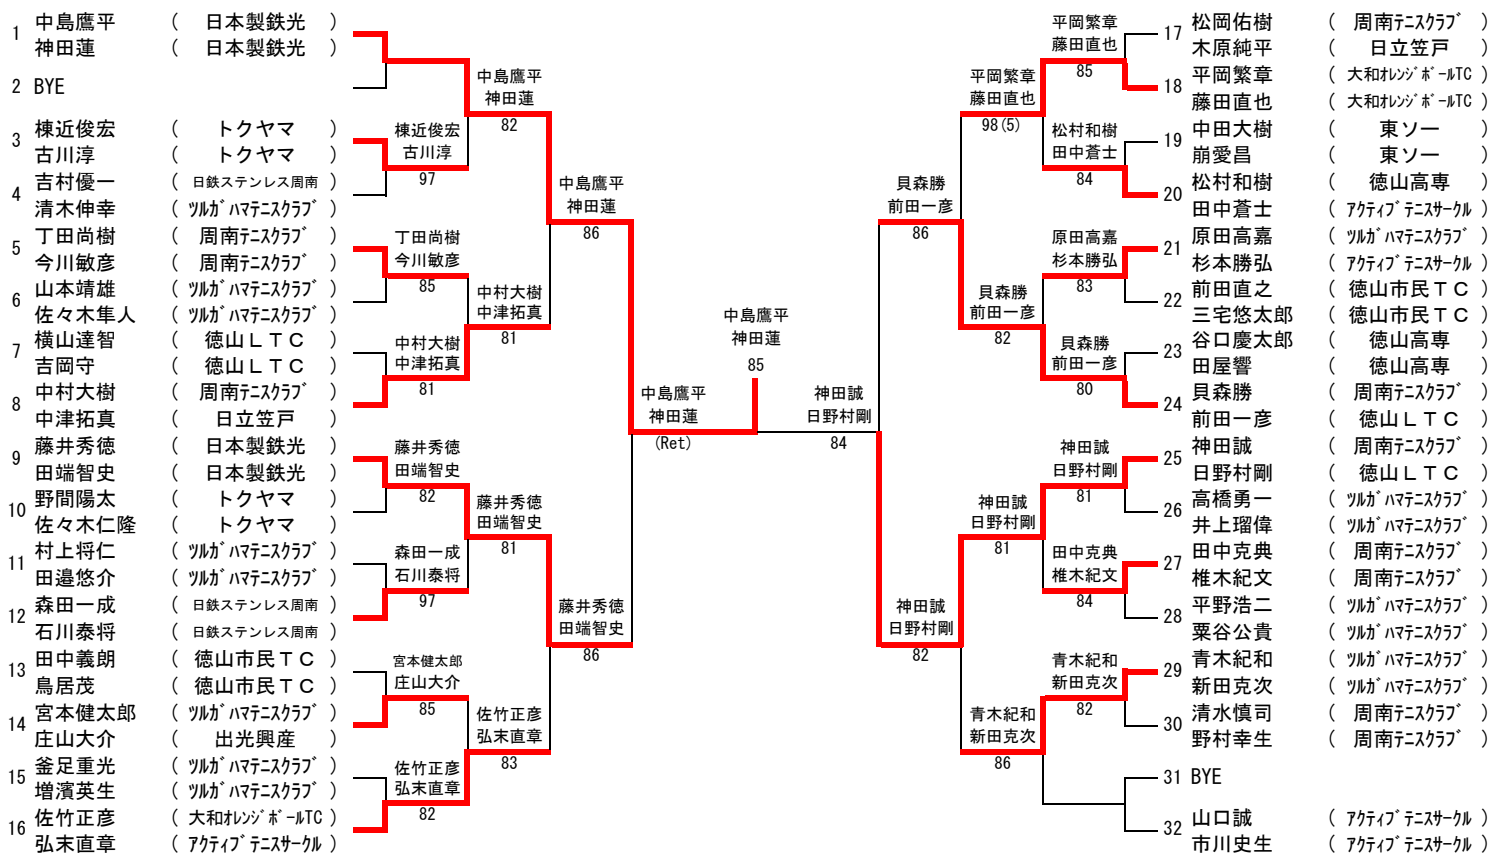 1 中島鷹平 ( 日本製鉄光 )
神田蓮 ( 日本製鉄光 )
2 BYE
3 棟近俊宏 ( トクヤマ )
古川淳 ( トクヤマ )
4 吉村優一 ( 日鉄ステンレス周南 )
清木伸幸 ( ツルガハマテニスクラブ )
5 丁田尚樹 ( 周南テニスクラブ )
今川敏彦 ( 周南テニスクラブ )
6 山本靖雄 ( ツルガハマテニスクラブ )
佐々木隼人 ( ツルガハマテニスクラブ )
7 横山達智 ( 徳山ＬＴＣ )
吉岡守 ( 徳山ＬＴＣ )
8 中村大樹 ( 周南テニスクラブ )
中津拓真 ( 日立笠戸 )
9 藤井秀徳 ( 日本製鉄光 )
田端智史 ( 日本製鉄光 )
10 野間陽太 ( トクヤマ )
佐々木仁隆 ( トクヤマ )
11 村上将仁 ( ツルガハマテニスクラブ )
田邉悠介 ( ツルガハマテニスクラブ )
12 森田一成 ( 日鉄ステンレス周南 )
石川泰将 ( 日鉄ステンレス周南 )
13 田中義朗 ( 徳山市民ＴＣ )
鳥居茂 ( 徳山市民ＴＣ )
14 宮本健太郎 ( ツルガハマテニスクラブ )
庄山大介 ( 出光興産 )
15 釜足重光 ( ツルガハマテニスクラブ )
増濱英生 ( ツルガハマテニスクラブ )
16 佐竹正彦 ( 大和オレンジボールTC )
弘末直章 ( アクティブテニスサークル )
棟近俊宏
古川淳
97
丁田尚樹
今川敏彦
85
中村大樹
中津拓真
81
藤井秀徳
田端智史
82
森田一成
石川泰将
97
宮本健太郎
庄山大介
85
佐竹正彦
弘末直章
82
中島鷹平
神田蓮
82
中村大樹
中津拓真
81
藤井秀徳
田端智史
81
佐竹正彦
弘末直章
83
中島鷹平
神田蓮
86
藤井秀徳
田端智史
86
中島鷹平
神田蓮
(Ret)
中島鷹平
神田蓮
85
神田誠
日野村剛
84
貝森勝
前田一彦
86
神田誠
日野村剛
82
平岡繁章
藤田直也
98(5)
貝森勝
前田一彦
82
神田誠
日野村剛
81
青木紀和
新田克次
86
平岡繁章
藤田直也
85
松村和樹
田中蒼士
84
原田高嘉
杉本勝弘
83
貝森勝
前田一彦
80
神田誠
日野村剛
81
田中克典
椎木紀文
84
青木紀和
新田克次
82
17 松岡佑樹 ( 周南テニスクラブ )
木原純平 ( 日立笠戸 )
18 平岡繁章 ( 大和オレンジボールTC )
藤田直也 ( 大和オレンジボールTC )
19 中田大樹 ( 東ソー )
崩愛昌 ( 東ソー )
20 松村和樹 ( 徳山高専 )
田中蒼士 ( アクティブテニスサークル )
21 原田高嘉 ( ツルガハマテニスクラブ )
杉本勝弘 ( アクティブテニスサークル )
22 前田直之 ( 徳山市民ＴＣ )
三宅悠太郎 ( 徳山市民ＴＣ )
23 谷口慶太郎 ( 徳山高専 )
田屋響 ( 徳山高専 )
24 貝森勝 ( 周南テニスクラブ )
前田一彦 ( 徳山ＬＴＣ )
25 神田誠 ( 周南テニスクラブ )
日野村剛 ( 徳山ＬＴＣ )
26 高橋勇一 ( ツルガハマテニスクラブ )
井上瑠偉 ( ツルガハマテニスクラブ )
27 田中克典 ( 周南テニスクラブ )
椎木紀文 ( 周南テニスクラブ )
28 平野浩二 ( ツルガハマテニスクラブ )
粟谷公貴 ( ツルガハマテニスクラブ )
29 青木紀和 ( ツルガハマテニスクラブ )
新田克次 ( ツルガハマテニスクラブ )
30 清水慎司 ( 周南テニスクラブ )
野村幸生 ( 周南テニスクラブ )
31 BYE
32 山口誠 ( アクティブテニスサークル )
市川史生 ( アクティブテニスサークル )